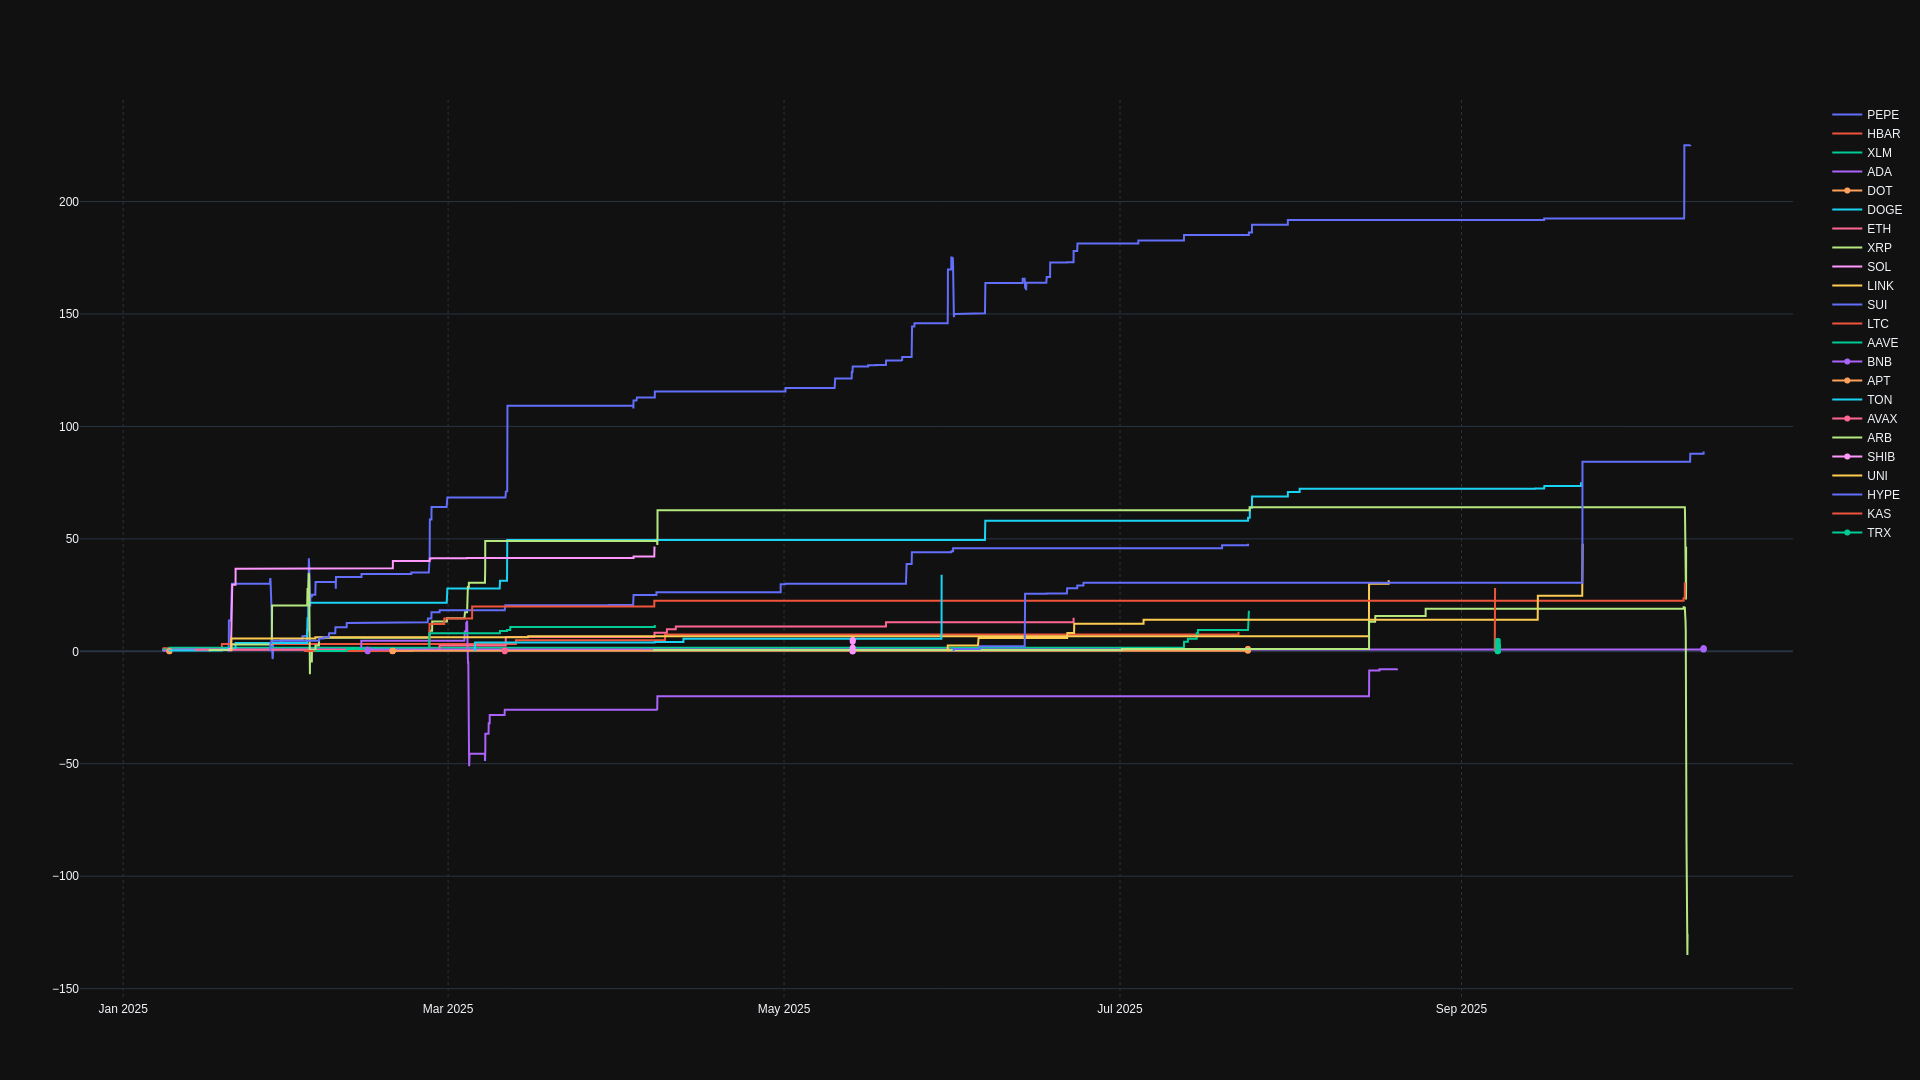 200
150
100
50
0
−50
−100
−150
Jan 2025
Mar 2025
May 2025
Jul 2025
Sep 2025
PEPE
HBAR
XLM
ADA
DOT
DOGE
ETH
XRP
SOL
LINK
SUI
LTC
AAVE
BNB
APT
TON
AVAX
ARB
SHIB
UNI
HYPE
KAS
TRX